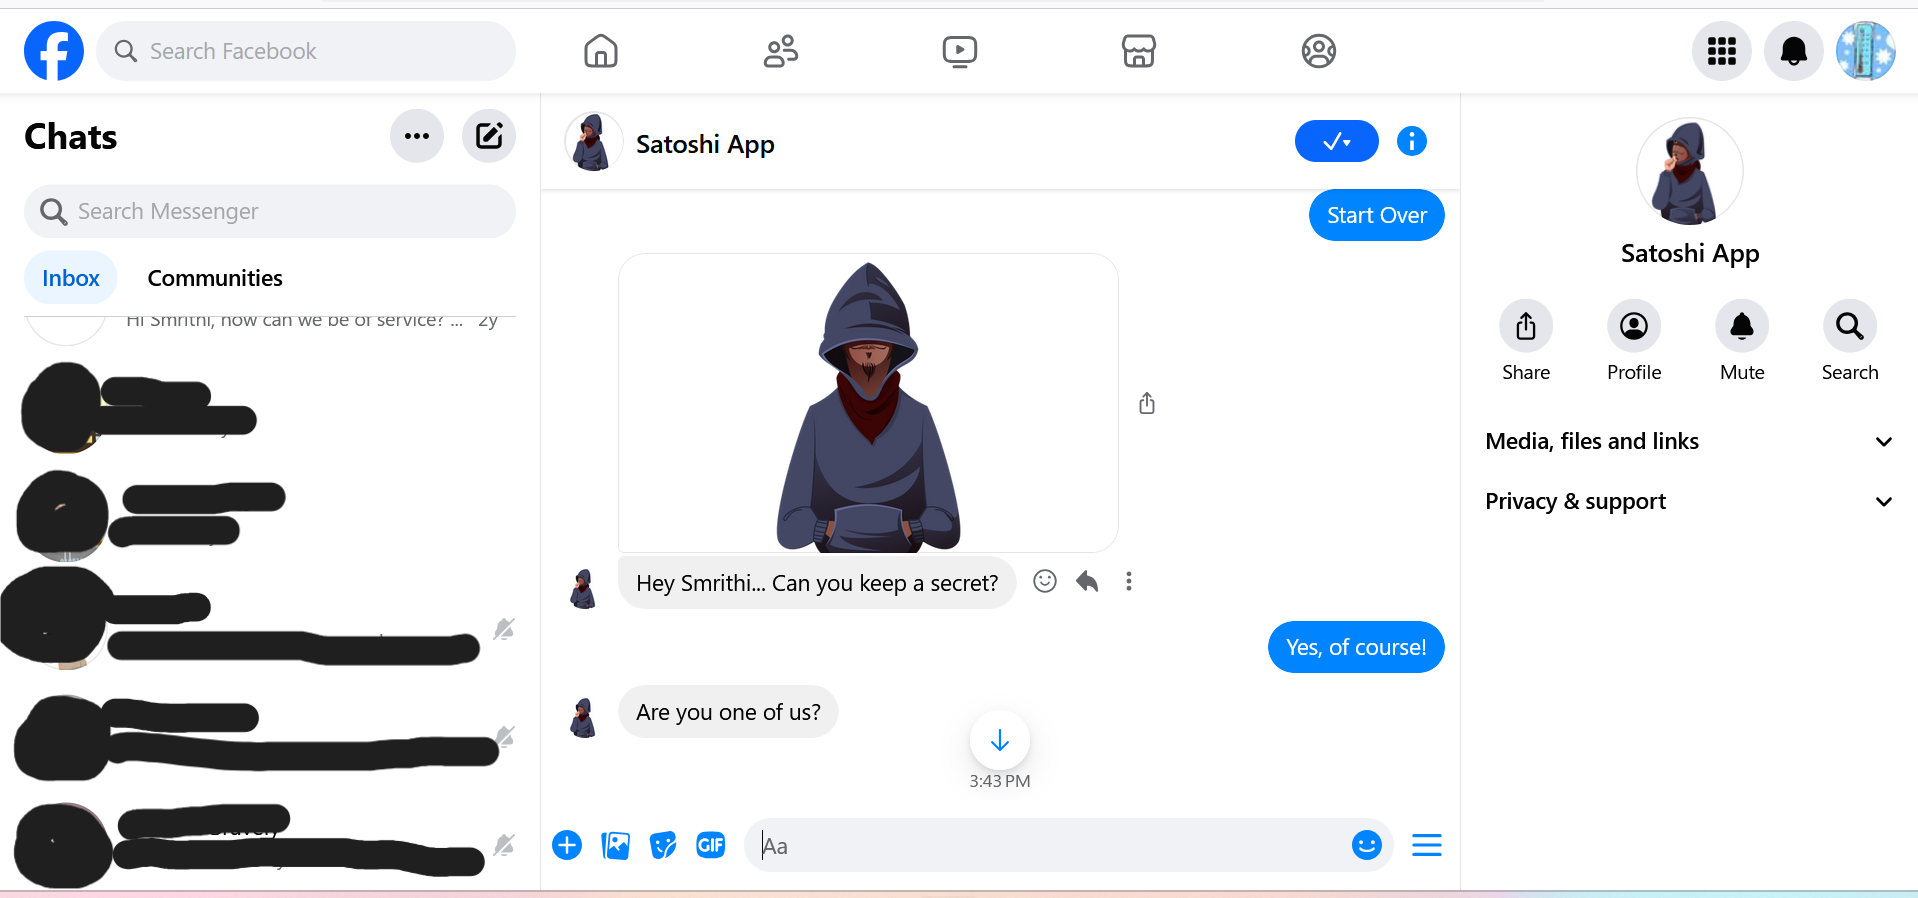 Search Facebook
Chats
Search Messenger
Inbox
Communities
Hi Smrithi, how can we be of service? ... 2y
Satoshi App
Start Over
Hey Smrithi... Can you keep a secret?
Yes, of course!
Are you one of us?
3:43 PM
GIF
Aa
Satoshi App
Share
Profile
Mute
Search
Media, files and links
Privacy & support